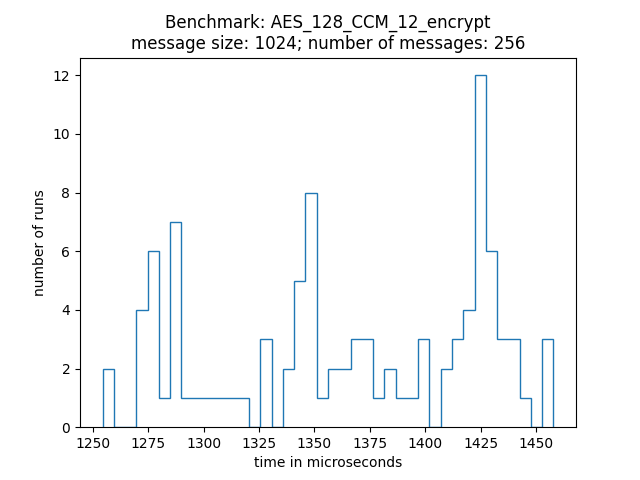 Benchmark: AES_128_CCM_12_encrypt
message size: 1024; number of messages: 256
12
10
8
6
4
2
0
number of runs
1250 1275 1300 1325 1350 1375 1400 1425 1450
time in microseconds